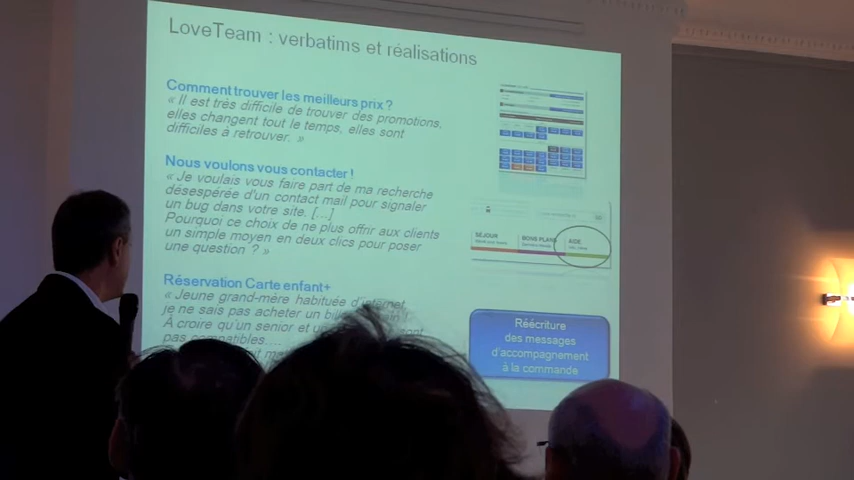 LoveTeam : verbatims et réalisations
Comment trouver les meilleurs prix ?
« Il est très difficile de trouver des promotions,
elles changent tout le temps, elles sont
difficiles à retrouver. »
Nous voulons vous contacter !
« Je voulais vous faire part de ma recherche
désespérée d'un contact mail pour signaler
un bug dans votre site. [...]
Pourquoi ce choix de ne plus offrir aux clients
un simple moyen en deux clics pour poser
une question ? »
SÉJOUR
BONS PLANS
AIDE
Réservation Carte enfant+
« Jeune grand-mère habituée d'internet,
je ne sais pas acheter un
À croire qu'un senior et un
pas compatibles....
Réécriture
des messages
d'accompagnement
à la commande